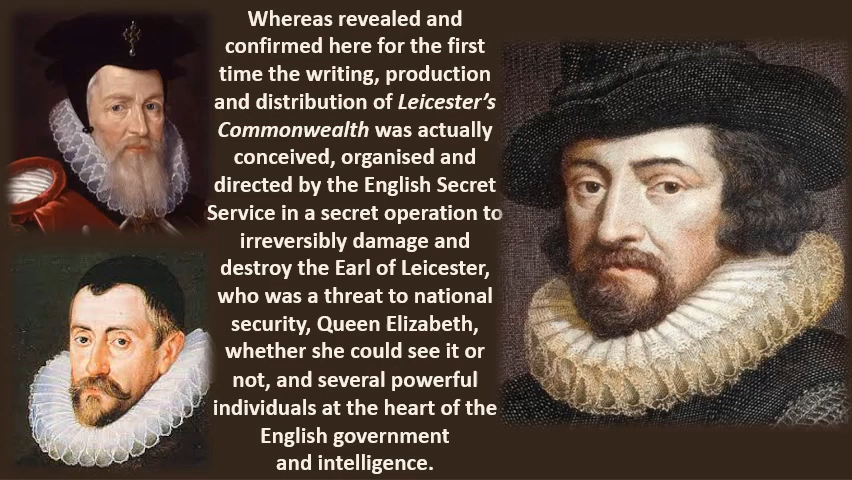 Whereas revealed and
confirmed here for the first
time the writing, production
and distribution of Leicester's
Commonwealth was actually
conceived, organised and
directed by the English Secret
Service in a secret operation to
irreversibly damage and
destroy the Earl of Leicester,
who was a threat to national
security, Queen Elizabeth,
whether she could see it or
not, and several powerful
individuals at the heart of the
English government
and intelligence.